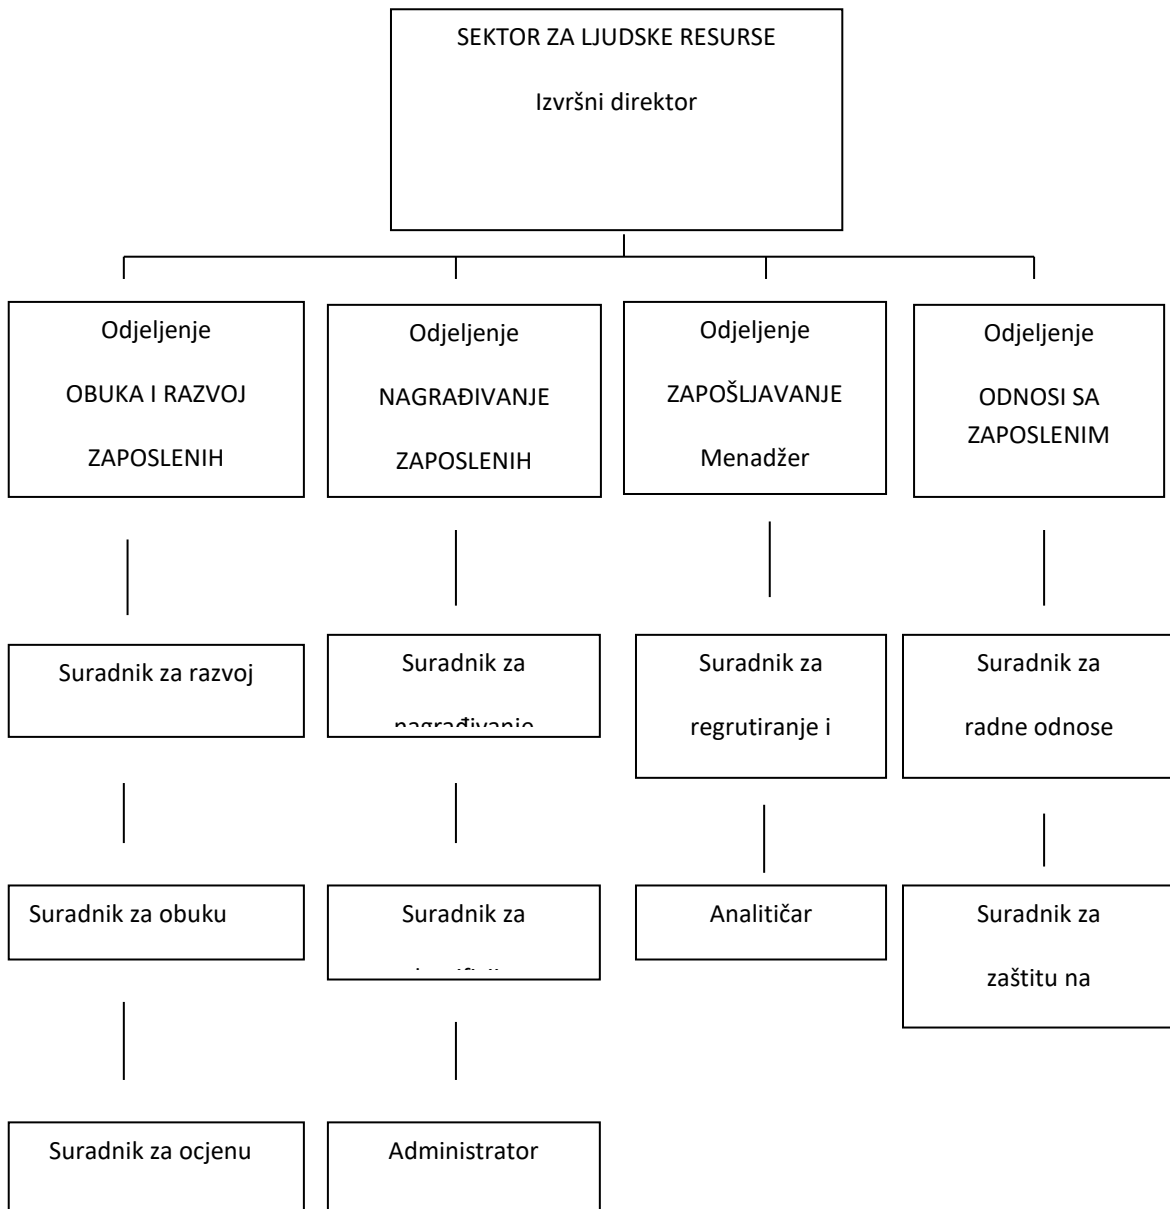 SEKTOR ZA LJUDSKE RESURSE
Izvršni direktor
Odjeljenje
OBUKA I RAZVOJ
ZAPOSLENIH
Odjeljenje
NAGRAĐIVANJE
ZAPOSLENIH
Odjeljenje
ZAPOŠLJAVANJE
Menadžer
Odjeljenje
ODNOSI SA
ZAPOSLENIM
Suradnik za razvoj
Suradnik za
nagrađivanje
Suradnik za
regrutiranje i
Suradnik za
radne odnose
Suradnik za obuku
Suradnik za
Analitičar
Suradnik za
zaštitu na
Suradnik za ocjenu
Administrator